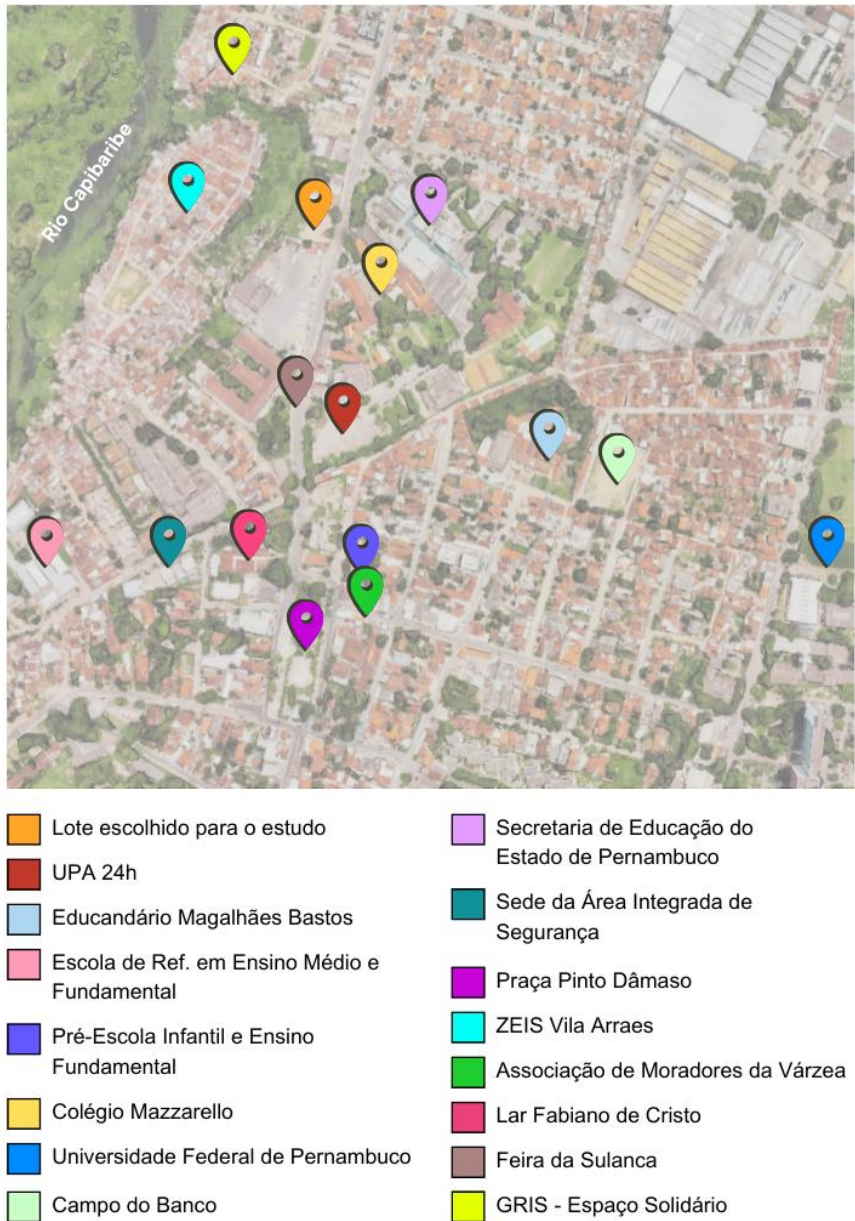 Rio Capibaribe
Lote escolhido para o estudo
UPA 24h
Educandário Magalhães Bastos
Escola de Ref. em Ensino Médio e
Fundamental
Pré-Escola Infantil e Ensino
Fundamental
Colégio Mazzarello
Universidade Federal de Pernambuco
Campo do Banco
Secretaria de Educação do
Estado de Pernambuco
Sede da Área Integrada de
Segurança
Praça Pinto Dâmaso
ZEIS Vila Arraes
Associação de Moradores da Várzea
Lar Fabiano de Cristo
Feira da Sulanca
GRIS - Espaço Solidário